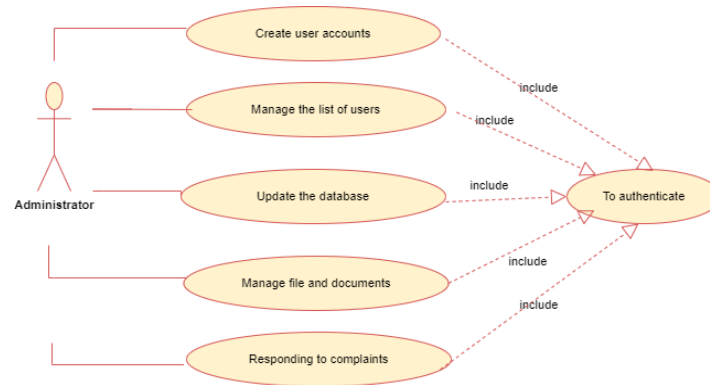 Create user accounts
include
Manage the list of users
include
Administrator
Update the database
include
To authenticate
Manage file and documents
include
Responding to complaints
include